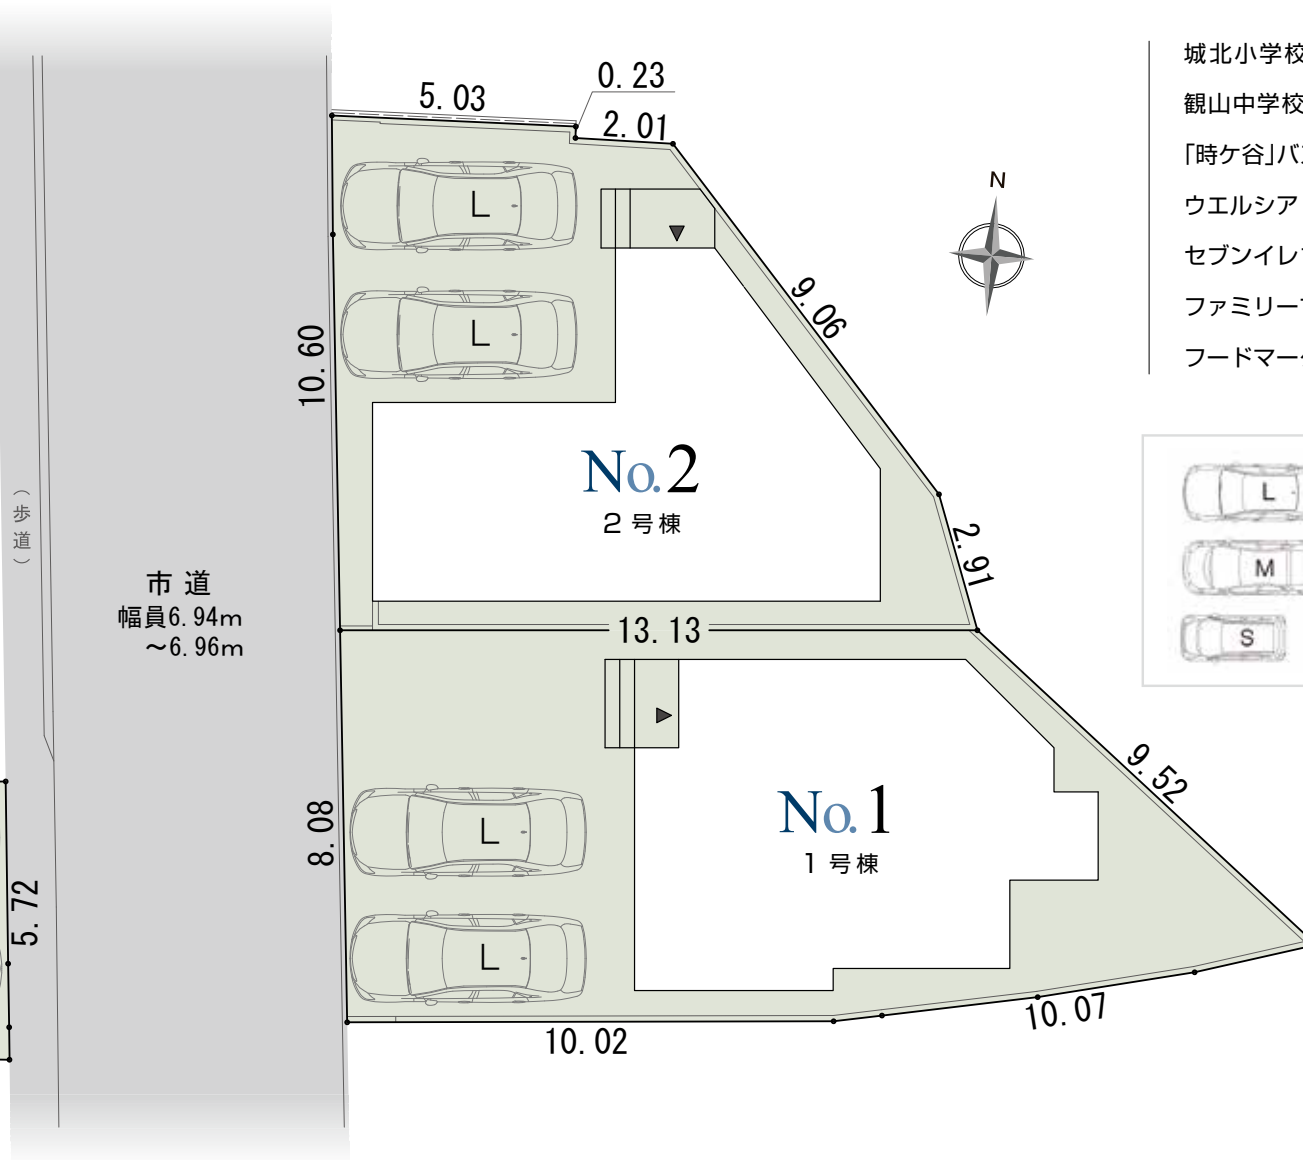 5.03
0.23
2.01
9.06
10.60
No.2
2号棟
2.91
13.13
(歩道)
市道
幅員6.94m
～6.96m
L
L
N
No.1
1号棟
9.52
8.08
5.72
L
L
10.02
10.07
城北小学校
観山中学校
「時ケ谷」バ
ウエルシア
セブンイレ
ファミリー
フードマー
L
M
S